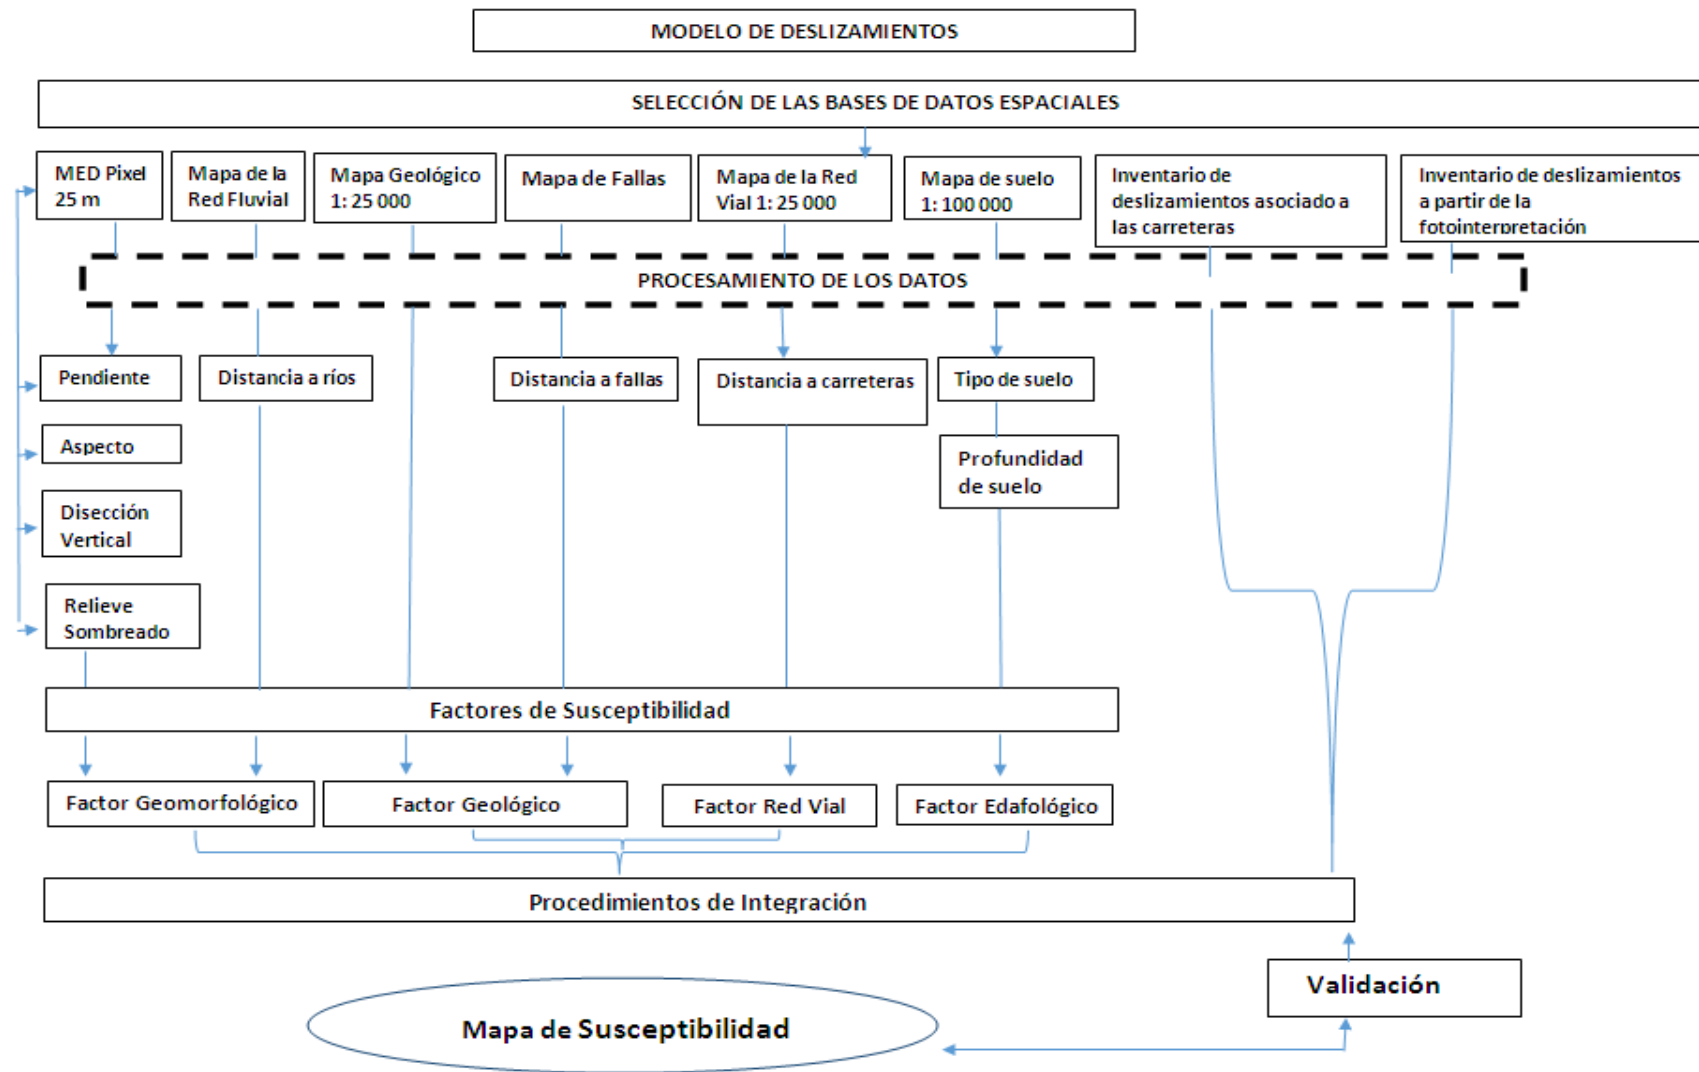 MODELO DE DESLIZAMIENTOS
SELECCIÓN DE LAS BASES DE DATOS ESPACIALES
MED Pixel
25 m
Mapa de la
Red Fluvial
Mapa Geológico
1: 25 000
Mapa de Fallas
Mapa de la Red
Vial 1: 25 000
Mapa de suelo
1: 100 000
Inventario de
deslizamientos asociado a
las carreteras
Inventario de deslizamientos
a partir de la
fotointerpretación
PROCESAMIENTO DE LOS DATOS
Pendiente
Distancia a ríos
Distancia a fallas
Distancia a carreteras
Tipo de suelo
Aspecto
Profundidad
de suelo
Disección
Vertical
Relieve
Sombreado
Factores de Susceptibilidad
Factor Geomorfológico
Factor Geológico
Factor Red Vial
Factor Edafológico
Procedimientos de Integración
Validación
Mapa de Susceptibilidad